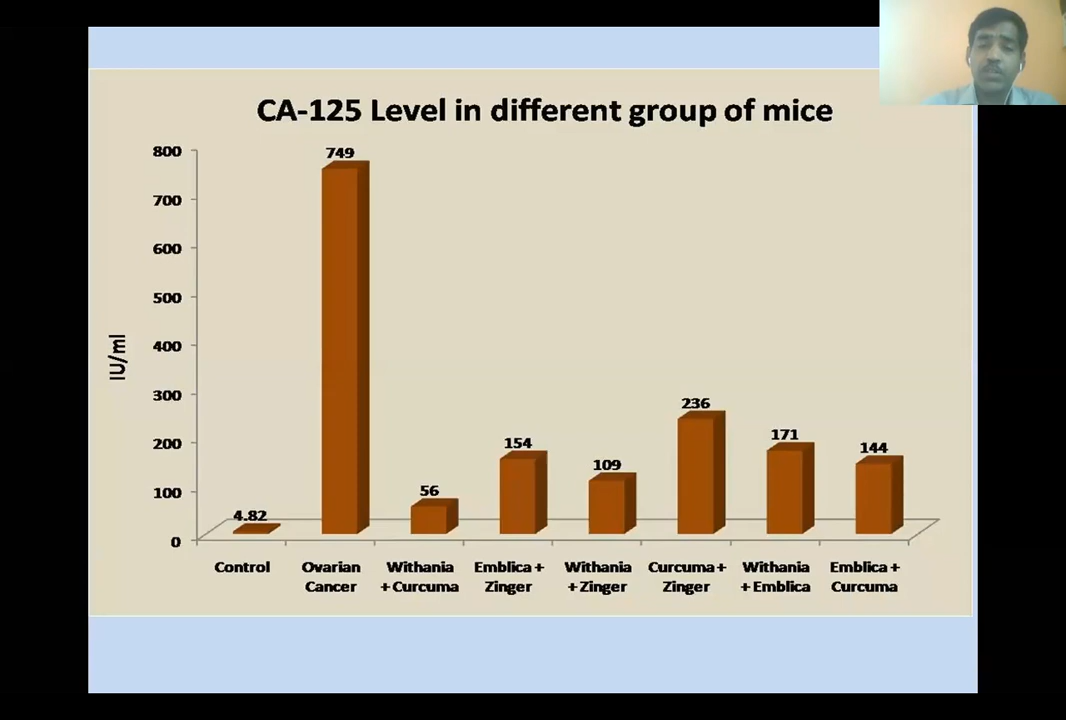 CA-125 Level in different group of mice
IU/ml
800
700
600
500
400
300
200
100
0
4.82
749
56
154
109
236
171
144
Control
Ovarian
Cancer
Withania
+ Curcuma
Emblica +
Zinger
Withania
+ Zinger
Curcuma +
Zinger
Withania
+ Emblica
Emblica +
Curcuma